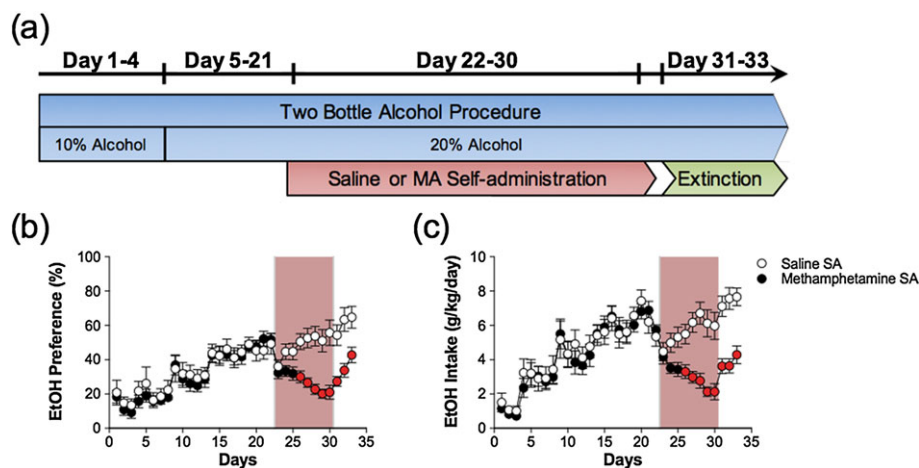 (a)
Day 1-4 Day 5-21 Day 22-30 Day 31-33
Two Bottle Alcohol Procedure
10% Alcohol 20% Alcohol
Saline or MA Self-administration Extinction
(b)
EtOH Preference (%)
100
80
60
40
20
0
0 5 10 15 20 25 30 35
Days
(c)
EtOH Intake (g/kg/day)
10
8
6
4
2
0
0 5 10 15 20 25 30 35
Days
Saline SA
Methamphetamine SA